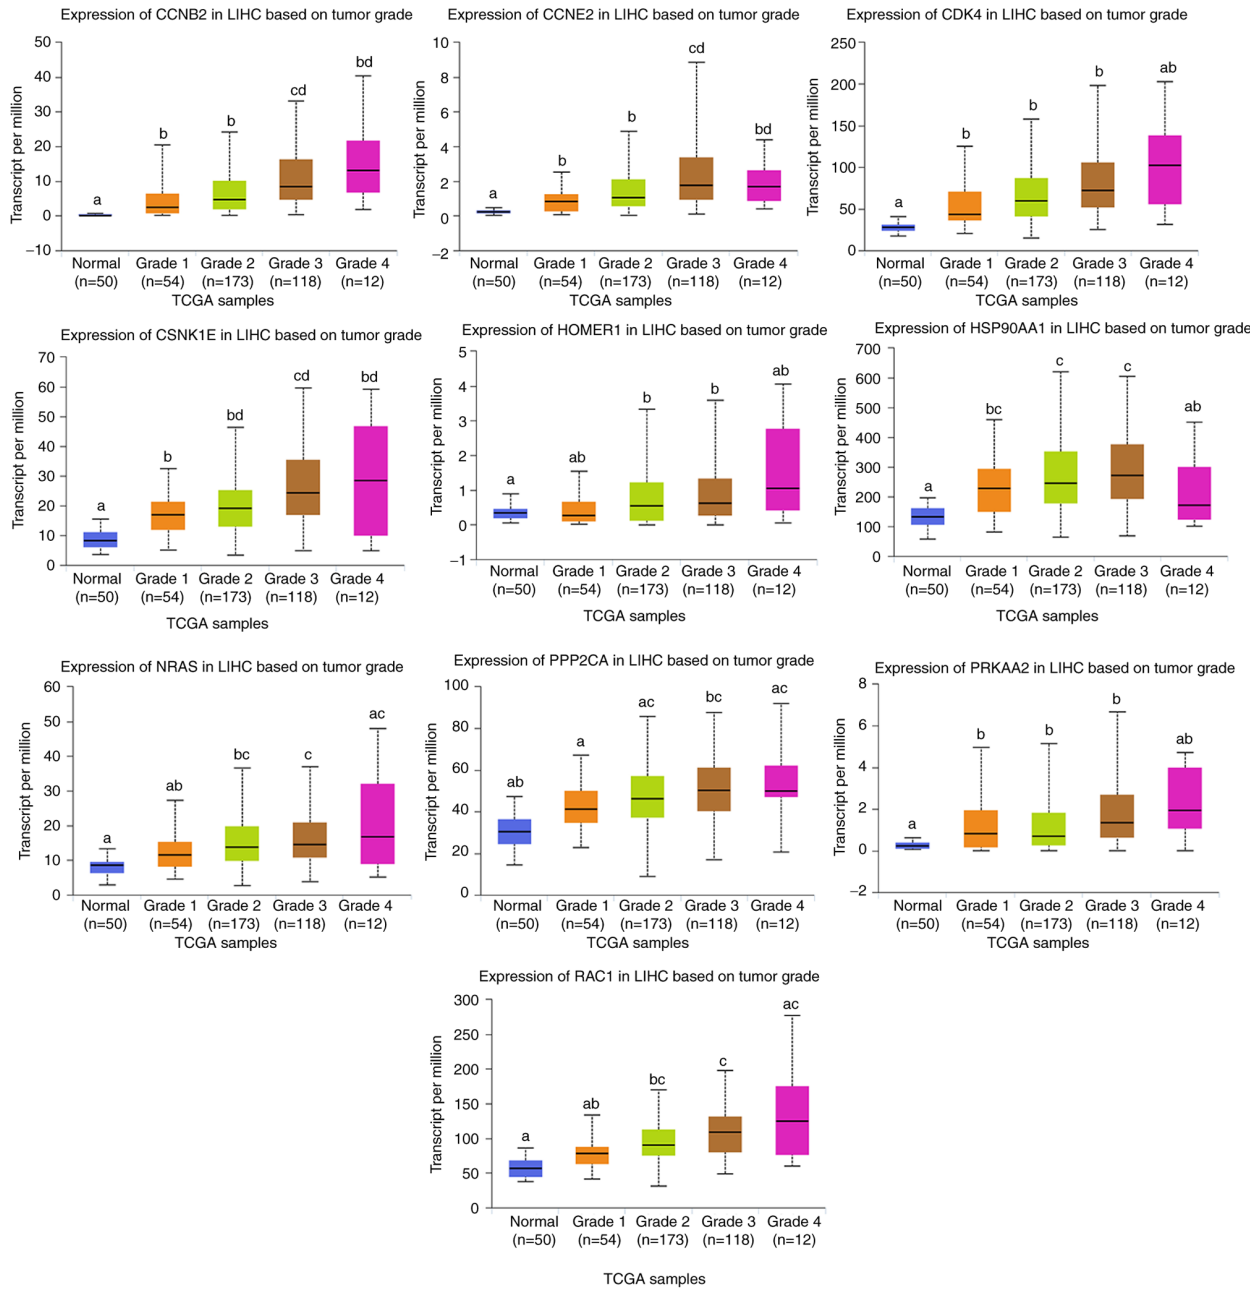 Expression of CCNB2 in LIHC based on tumor grade
Transcript per million
50
40
30
20
10
0
−10
a
b
b
cd
bd
Normal Grade 1 Grade 2 Grade 3 Grade 4
(n=50) (n=54) (n=173) (n=118) (n=12)
TCGA samples
Expression of CCNE2 in LIHC based on tumor grade
Transcript per million
10
8
6
4
2
0
−2
a
b
b
cd
bd
Normal Grade 1 Grade 2 Grade 3 Grade 4
(n=50) (n=54) (n=173) (n=118) (n=12)
TCGA samples
Expression of CDK4 in LIHC based on tumor grade
Transcript per million
250
200
150
100
50
0
a
b
b
b
ab
Normal Grade 1 Grade 2 Grade 3 Grade 4
(n=50) (n=54) (n=173) (n=118) (n=12)
TCGA samples
Expression of CSNK1E in LIHC based on tumor grade
Transcript per million
70
60
50
40
30
20
10
0
a
b
bd
cd
bd
Normal Grade 1 Grade 2 Grade 3 Grade 4
(n=50) (n=54) (n=173) (n=118) (n=12)
TCGA samples
Expression of HOMER1 in LIHC based on tumor grade
Transcript per million
5
4
3
2
1
0
−1
a
ab
b
b
ab
Normal Grade 1 Grade 2 Grade 3 Grade 4
(n=50) (n=54) (n=173) (n=118) (n=12)
TCGA samples
Expression of HSP90AA1 in LIHC based on tumor grade
Transcript per million
700
600
500
400
300
200
100
0
a
bc
c
c
ab
Normal Grade 1 Grade 2 Grade 3 Grade 4
(n=50) (n=54) (n=173) (n=118) (n=12)
TCGA samples
Expression of NRAS in LIHC based on tumor grade
Transcript per million
60
50
40
30
20
10
0
a
ab
bc
c
ac
Normal Grade 1 Grade 2 Grade 3 Grade 4
(n=50) (n=54) (n=173) (n=118) (n=12)
TCGA samples
Expression of PPP2CA in LIHC based on tumor grade
Transcript per million
100
80
60
40
20
0
ab
a
ac
bc
ac
Normal Grade 1 Grade 2 Grade 3 Grade 4
(n=50) (n=54) (n=173) (n=118) (n=12)
TCGA samples
Expression of PRKAA2 in LIHC based on tumor grade
Transcript per million
8
6
4
2
0
−2
a
b
b
b
ab
Normal Grade 1 Grade 2 Grade 3 Grade 4
(n=50) (n=54) (n=173) (n=118) (n=12)
TCGA samples
Expression of RAC1 in LIHC based on tumor grade
Transcript per million
300
250
200
150
100
50
0
a
ab
bc
c
ac
Normal Grade 1 Grade 2 Grade 3 Grade 4
(n=50) (n=54) (n=173) (n=118) (n=12)
TCGA samples